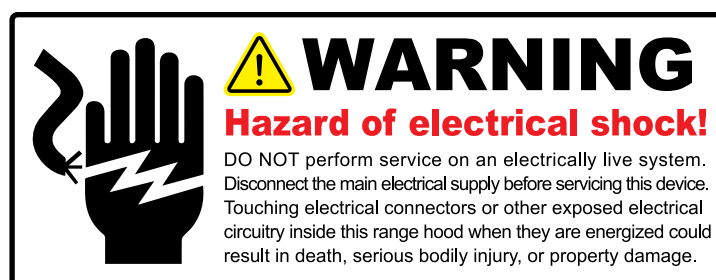 WARNING
Hazard of electrical shock!
DO NOT perform service on an electrically live system.
Disconnect the main electrical supply before servicing this device.
Touching electrical connectors or other exposed electrical
circuitry inside this range hood when they are energized could
result in death, serious bodily injury, or property damage.